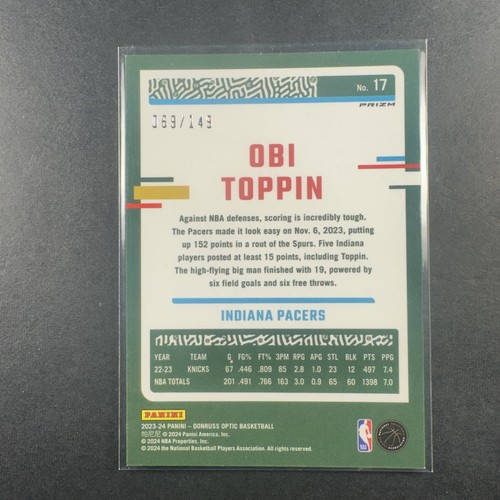 No. 17
PRIZM
069/149
OBI
TOPPIN
Against NBA defenses, scoring is incredibly tough.
The Pacers made it look easy on Nov. 6, 2023, putting
up 152 points in a rout of the Spurs. Five Indiana
players posted at least 15 points, including Toppin.
The high-flying big man finished with 19, powered by
six field goals and six free throws.
INDIANA PACERS
YEAR TEAM G FG% FT% 3PM RPG APG STL BLK PTS PPG
22-23 KNICKS 67 .446 .809 85 2.8 1.0 23 12 497 7.4
NBA TOTALS 201 .491 .766 163 3.0 0.9 65 60 1398 7.0
PANINI
2023-24 PANINI - DONRUSS OPTIC BASKETBALL
帕尼尼 © 2024 Panini America, Inc.
© 2024 NBA Properties, Inc.
© 2024 the National Basketball Players Association. All rights reserved.
NBA